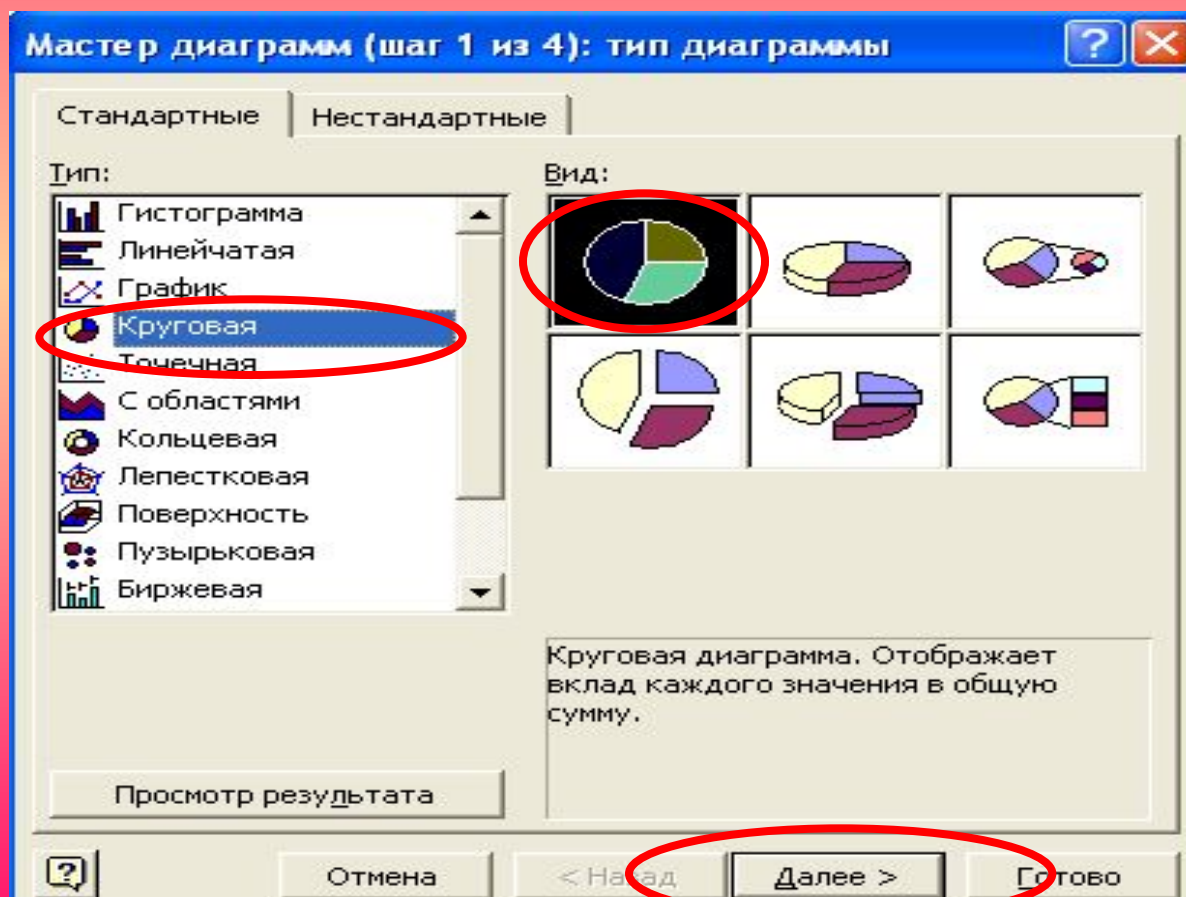 Мастер диаграмм (шаг 1 из 4): тип диаграммы
Стандартные
Нестандартные
Тип:
Вид:
Гистограмма
Линейчатая
График
Круговая
Точечная
С областями
Кольцевая
Лепестковая
Поверхность
Пузырьковая
Биржевая
Круговая диаграмма. Отображает
вклад каждого значения в общую
сумму.
Просмотр результата
Отмена
< Назад
Далее >
Готово